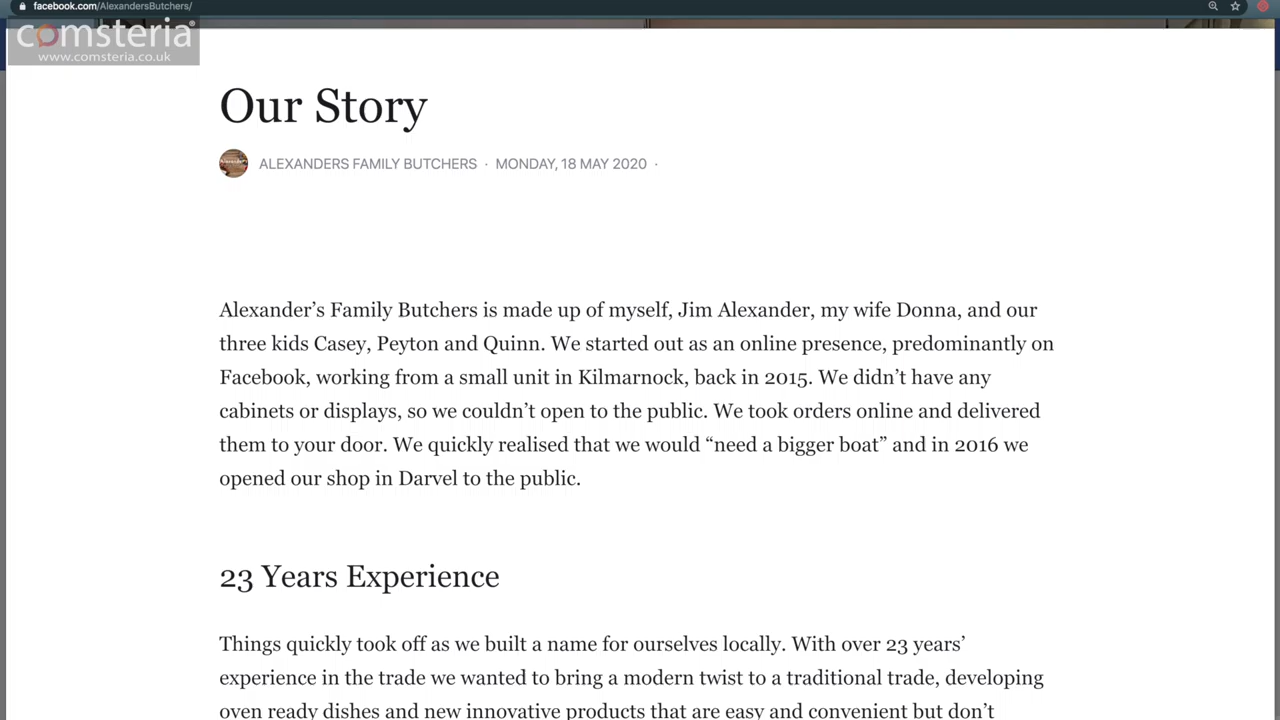 facebook.com/AlexandersButchers/
comsteria®
www.comsteria.co.uk
Our Story
ALEXANDERS FAMILY BUTCHERS · MONDAY, 18 MAY 2020 ·
Alexander’s Family Butchers is made up of myself, Jim Alexander, my wife Donna, and our
three kids Casey, Peyton and Quinn. We started out as an online presence, predominantly on
Facebook, working from a small unit in Kilmarnock, back in 2015. We didn’t have any
cabinets or displays, so we couldn’t open to the public. We took orders online and delivered
them to your door. We quickly realised that we would “need a bigger boat” and in 2016 we
opened our shop in Darvel to the public.
23 Years Experience
Things quickly took off as we built a name for ourselves locally. With over 23 years’
experience in the trade we wanted to bring a modern twist to a traditional trade, developing
oven ready dishes and new innovative products that are easy and convenient but don’t